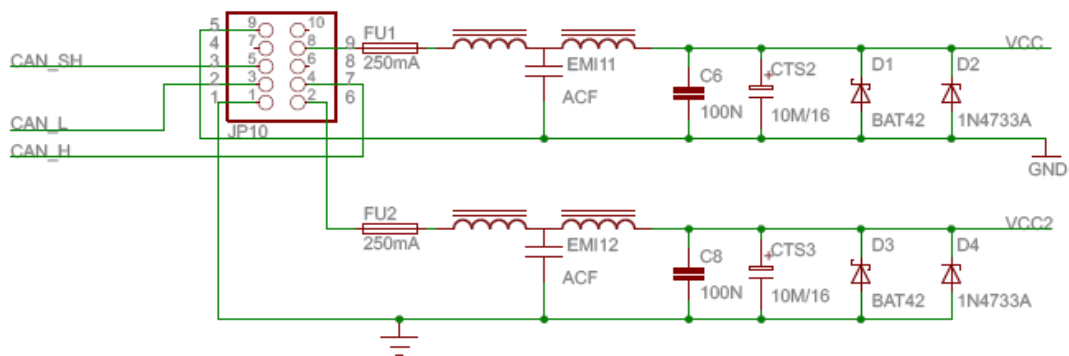 5 9 10
4 7 8 9 FU1
250mA
CAN_SH 3 5 6 8
2 3 4 7
1 1 2 6
CAN_L
JP10
CAN_H
EMI11
ACF
C6
100N
+ CTS2
10M/16
D1
BAT42
D2
1N4733A
VCC
GND
FU2
250mA
EMI12
ACF
C8
100N
+ CTS3
10M/16
D3
BAT42
D4
1N4733A
VCC2